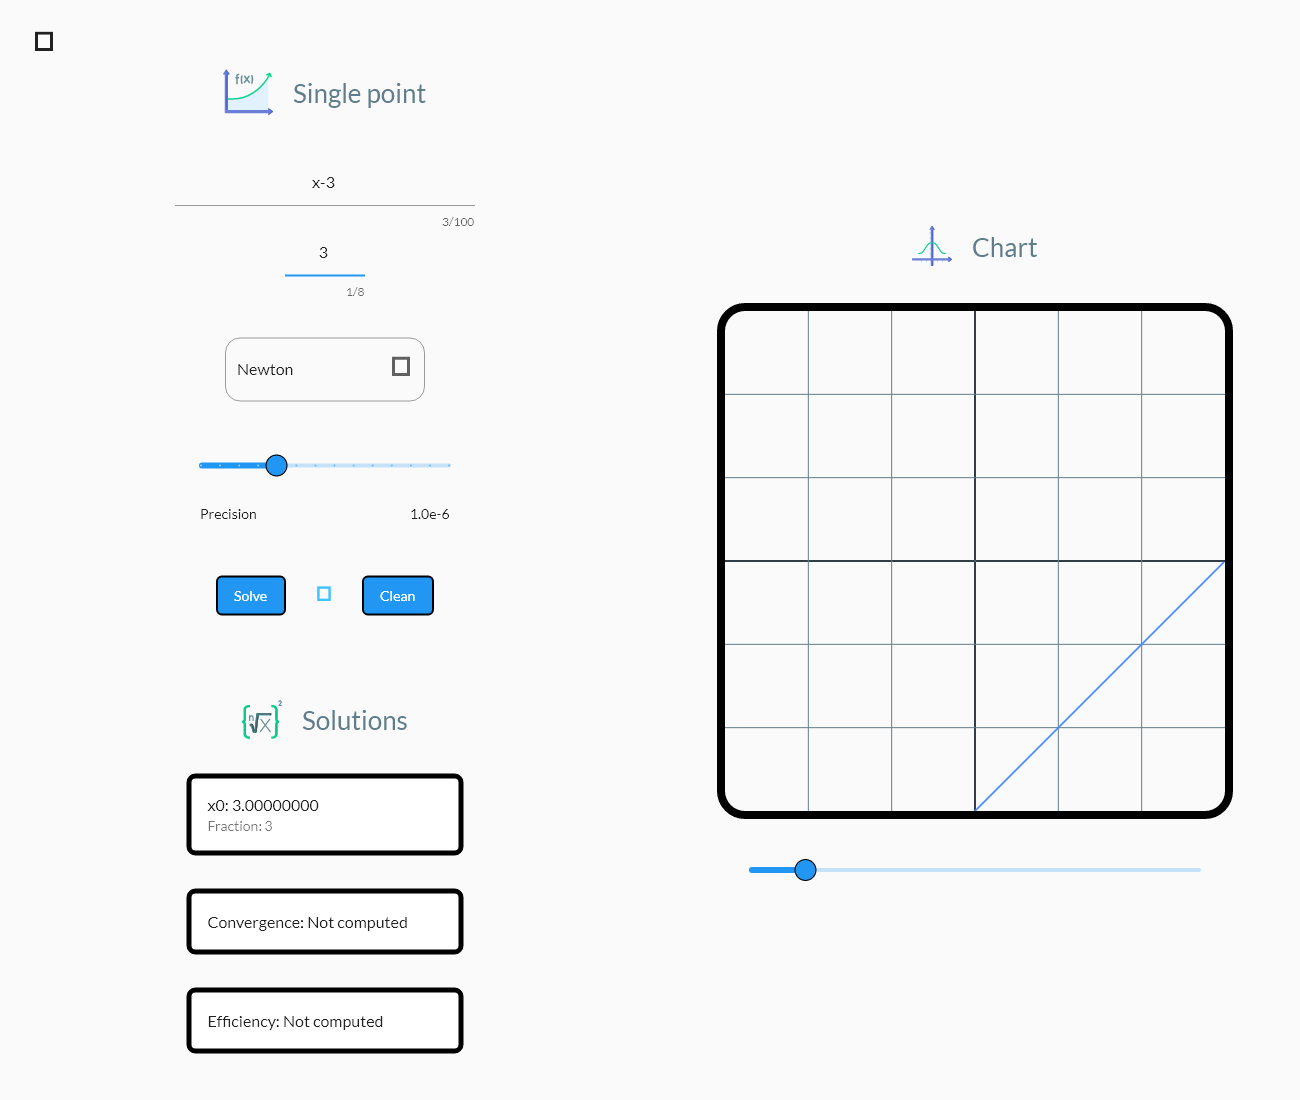 f(x)
Single point
x-3
3/100
3
1/8
Newton
Precision
1.0e-6
Solve
Clean
n√x 2
Solutions
x0: 3.00000000
Fraction: 3
Convergence: Not computed
Efficiency: Not computed
Chart